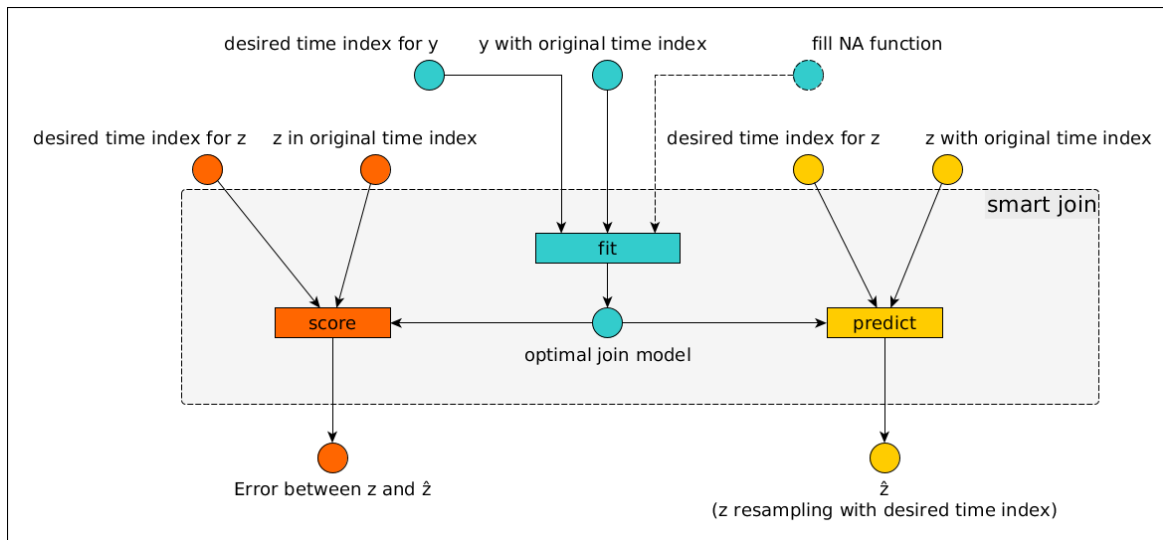 desired time index for y
y with original time index
fill NA function
desired time index for z
z in original time index
desired time index for z
z with original time index
smart join
fit
score
predict
optimal join model
Error between z and ẑ
ẑ
(z resampling with desired time index)